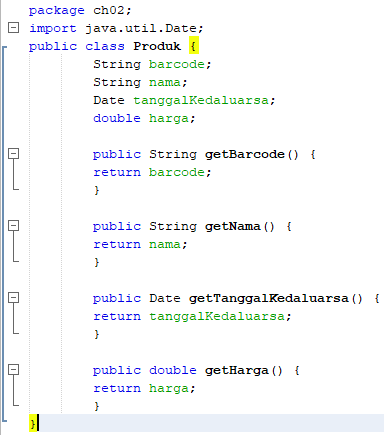 package ch02;
import java.util.Date;
public class Produk {
String barcode;
String nama;
Date tanggalKedaluarsa;
double harga;
public String getBarcode() {
return barcode;
}
public String getNama() {
return nama;
}
public Date getTanggalKedaluarsa() {
return tanggalKedaluarsa;
}
public double getHarga() {
return harga;
}
}